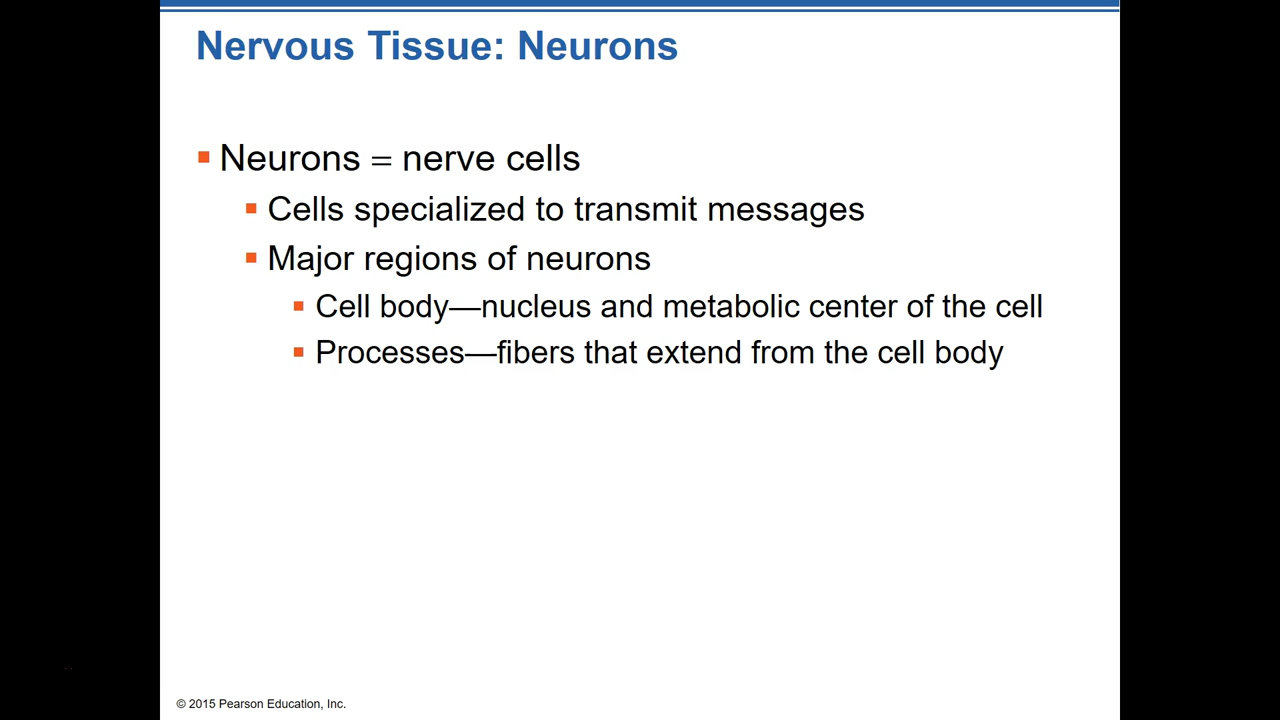 Nervous Tissue: Neurons
Neurons = nerve cells
Cells specialized to transmit messages
Major regions of neurons
Cell body—nucleus and metabolic center of the cell
Processes—fibers that extend from the cell body
© 2015 Pearson Education, Inc.